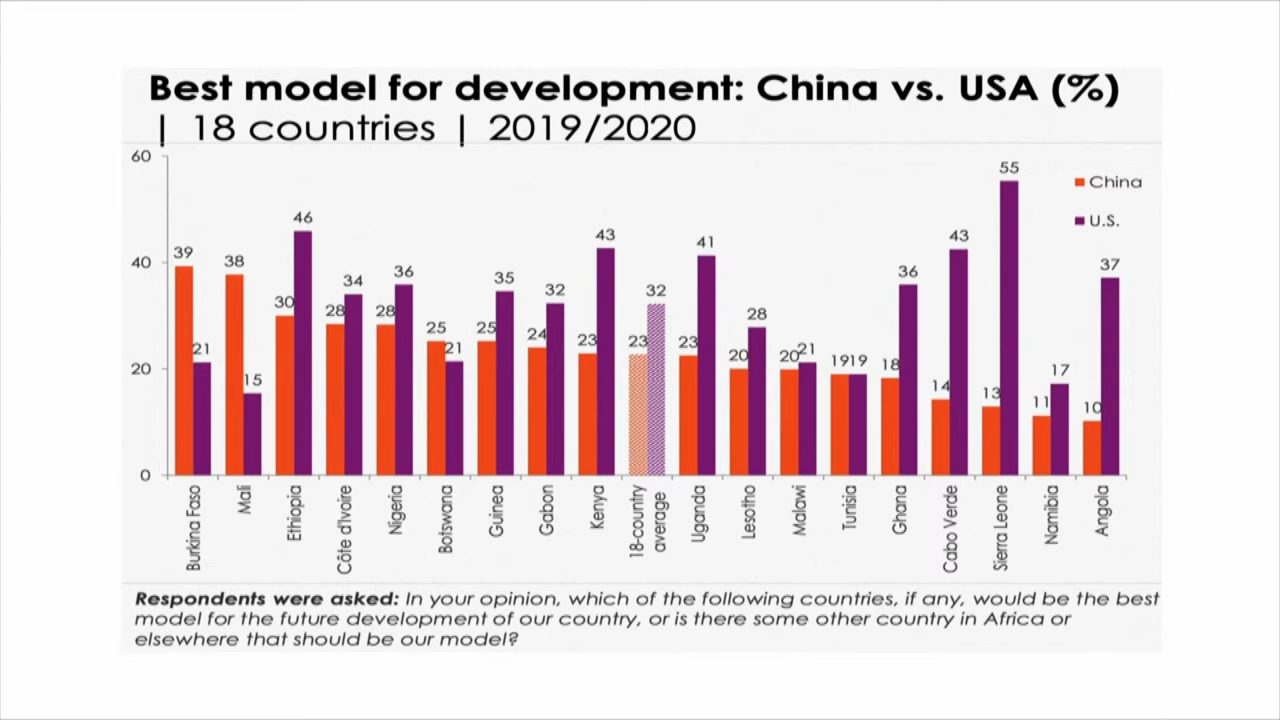 Best model for development: China vs. USA (%)
| 18 countries | 2019/2020
60
40
20
0
China
U.S.
39
21
38
15
30
46
28
34
28
36
25
21
25
35
24
32
23
43
23
32
23
41
20
28
20
21
19
19
18
36
14
43
13
55
11
17
10
37
Burkina Faso
Mali
Ethiopia
Côte d'Ivoire
Nigeria
Botswana
Guinea
Gabon
Kenya
18-country
average
Uganda
Lesotho
Malawi
Tunisia
Ghana
Cabo Verde
Sierra Leone
Namibia
Angola
Respondents were asked: In your opinion, which of the following countries, if any, would be the best
model for the future development of our country, or is there some other country in Africa or
elsewhere that should be our model?